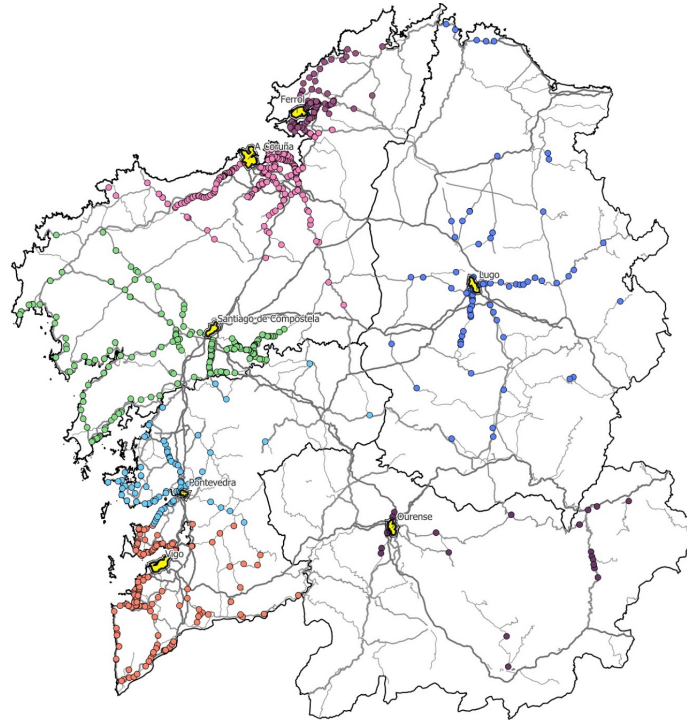 Ferrol
A Coruña
Lugo
Santiago de Compostela
Pontevedra
Ourense
Vigo